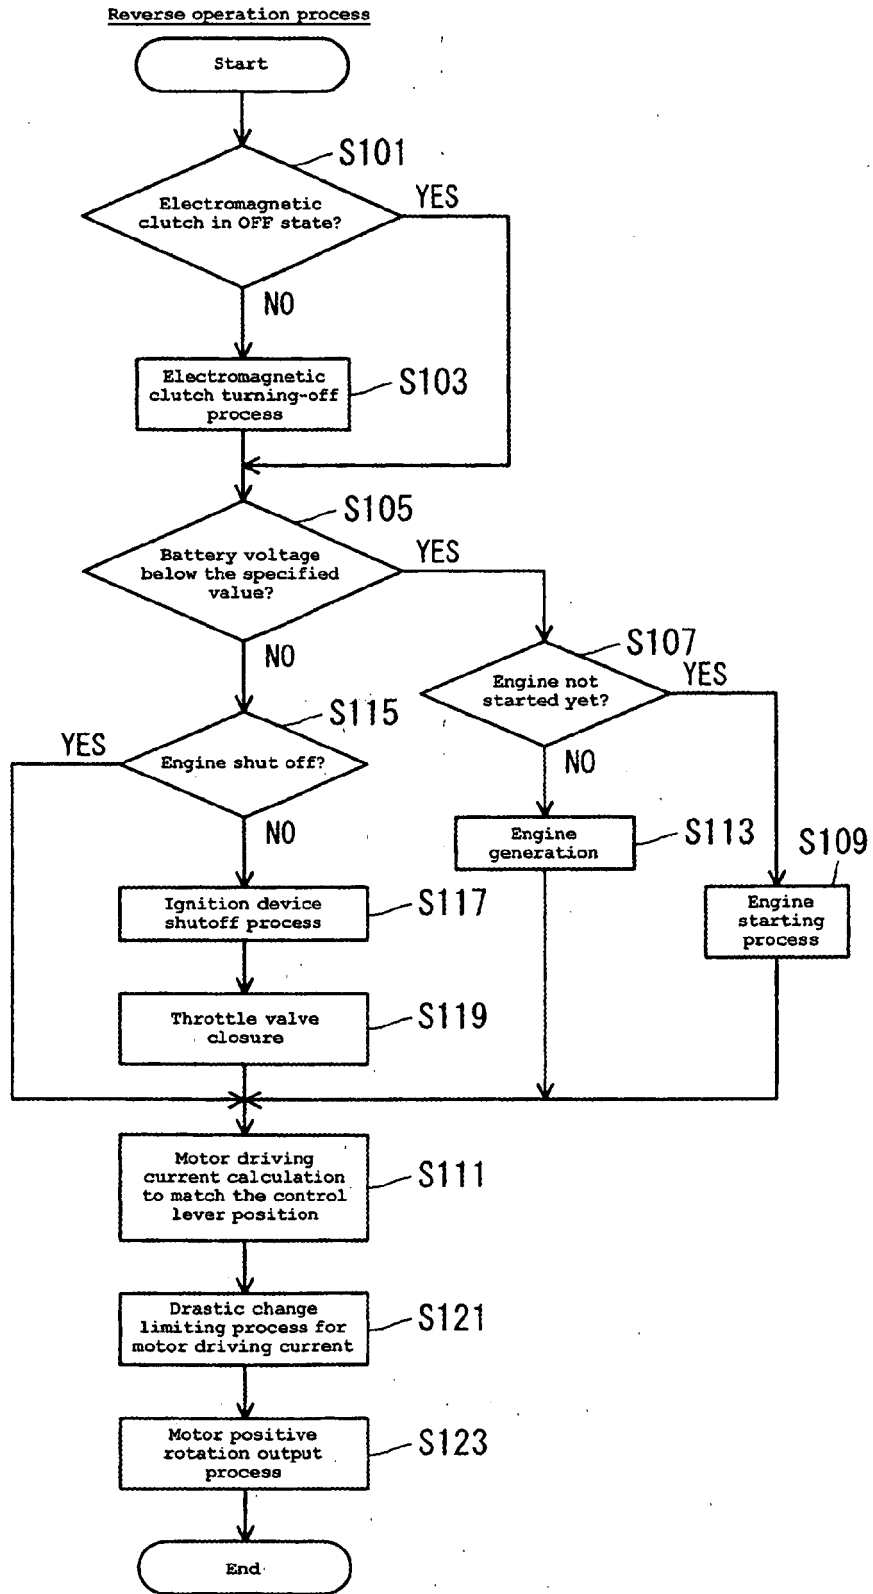 Reverse operation process
Start
S101
Electromagnetic
clutch in OFF state?
YES
NO
Electromagnetic
clutch turning-off
process
S103
S105
Battery voltage
below the specified
value?
YES
NO
S107
Engine not
started yet?
YES
NO
S115
YES
Engine shut off?
NO
Engine
generation
S113
S109
Engine
starting
process
Ignition device
shutoff process
S117
Throttle valve
closure
S119
Motor driving
current calculation
to match the control
lever position
S111
Drastic change
limiting process for
motor driving current
S121
Motor positive
rotation output
process
S123
End